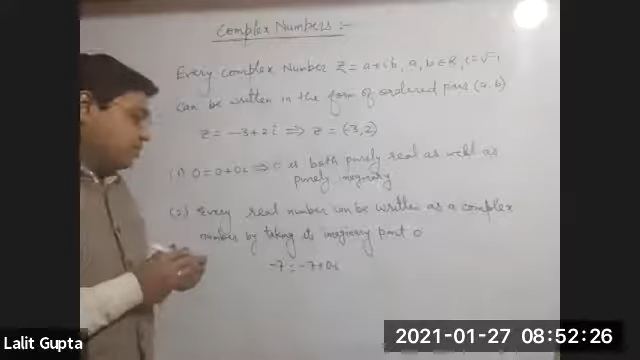 Complex Numbers :-
Every Complex Number Z = a + ib, a, b ∈ R, i = √-1
Can be written in the form of ordered pair (a, b)
Z = -3+2i ⟹ Z = (-3, 2)
(1) 0 = 0 + 0i ⟹ 0 is both purely real as well as
purely imaginary
(2) Every real number can be written as a complex
number by taking its imaginary part 0
-7 = -7+0i
Lalit Gupta
2021-01-27 08:52:26